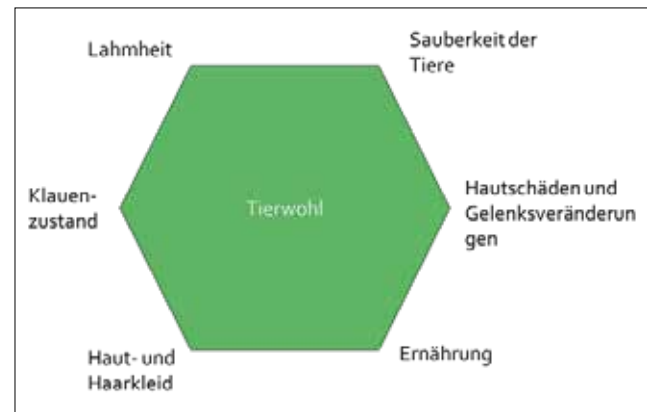 Lahmheit
Sauberkeit der
Tiere
Klauen-
zustand
Tierwohl
Hautschäden und
Gelenksveränderun
gen
Haut- und
Haarkleid
Ernährung